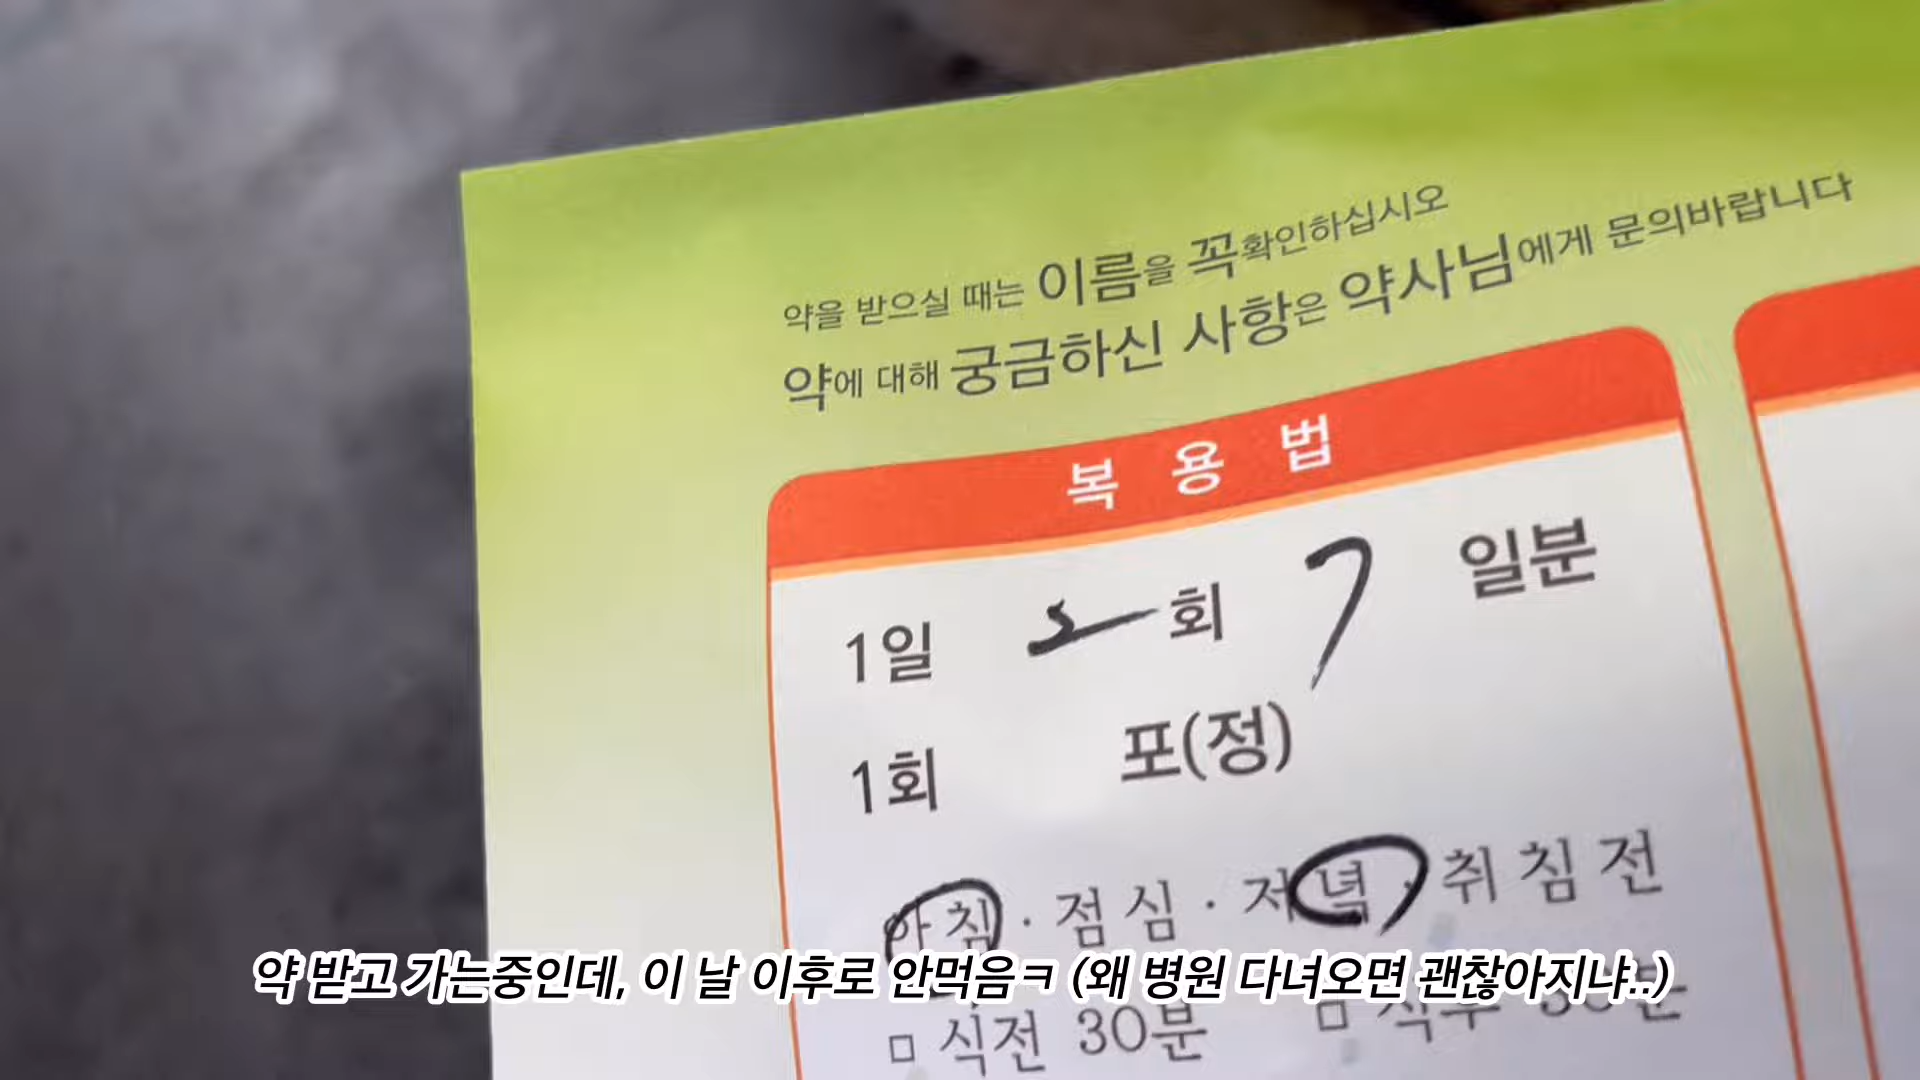 약을 받으실 때는 이름을 꼭확인하십시오
약에 대해 궁금하신 사항은 약사님에게 문의바랍니다
복 용 법
1일 2 회 7 일분
1회 포(정)
아침 · 점심 · 저녁 · 취침전
약 받고 가는중인데, 이 날 이후로 안먹음ㅋ (왜 병원 다녀오면 괜찮아지냐..)
□ 식전 30분 □ 식후 30분